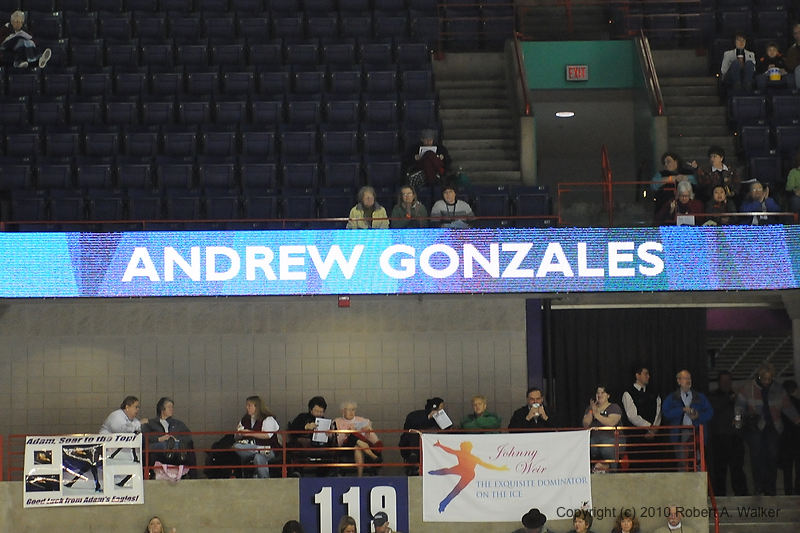 EXIT
ANDREW GONZALES
Adam, Soar to the Top!
Good luck from Adam's Angels!
119
Johnny
Weir
THE EXQUISITE DOMINATOR
ON THE ICE
Copyright (c) 2010 Robert A. Walker